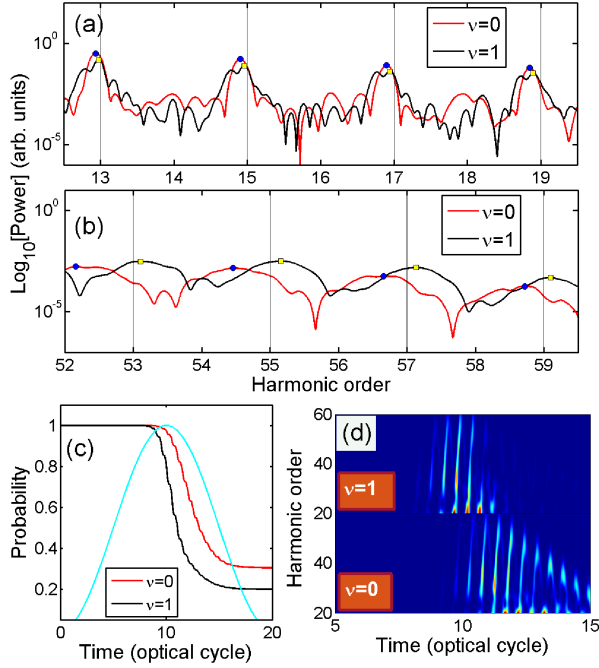 (a)
ν=0
ν=1
10^0
10^-5
13 14 15 16 17 18 19
Log10[Power] (arb. units)
(b)
ν=0
ν=1
10^0
10^-5
52 53 54 55 56 57 58 59
Harmonic order
(c)
1
0.8
0.6
0.4
0.2
Probability
ν=0
ν=1
0 10 20
Time (optical cycle)
(d)
60
40
20
40
20
Harmonic order
ν=1
ν=0
5 10 15
Time (optical cycle)